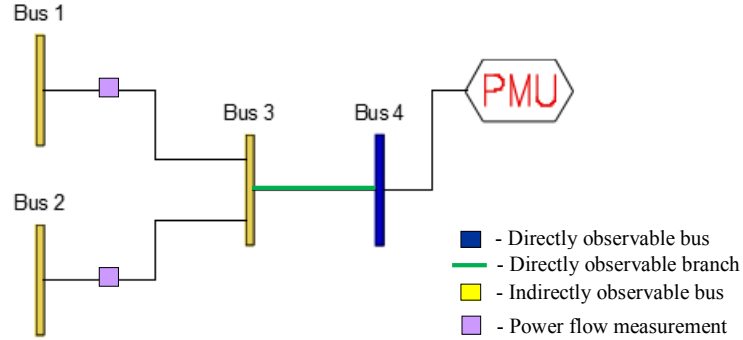 Bus 1
PMU
Bus 3
Bus 4
Bus 2
- Directly observable bus
- Directly observable branch
- Indirectly observable bus
- Power flow measurement